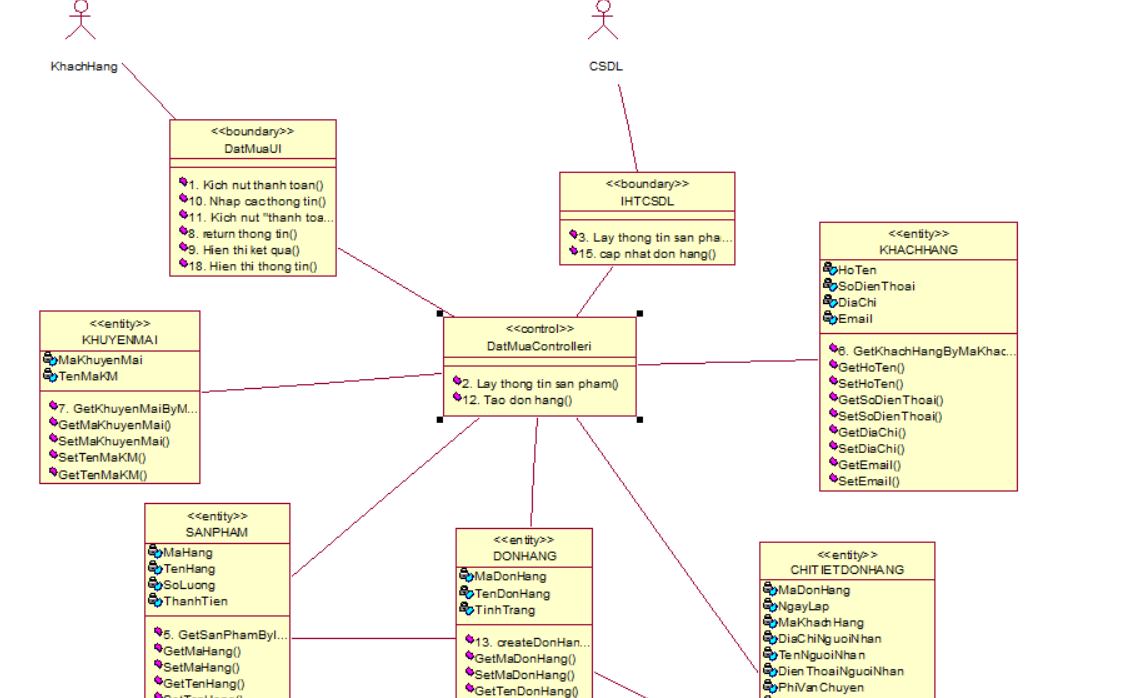 KhachHang
CSDL
<<boundary>>
DatMuaUI
1. Kich nut thanh toan()
10. Nhap cac thong tin()
11. Kich nut "thanh toa...
8. return thong tin()
9. Hien thi ket qua()
18. Hien thi thong tin()
<<boundary>>
IHTCSDL
3. Lay thong tin san pha...
15. cap nhat don hang()
<<entity>>
KHACHHANG
HoTen
SoDienThoai
DiaChi
Email
6. GetKhachHangByMaKhac...
GetHoTen()
SetHoTen()
GetSoDienThoai()
SetSoDienThoai()
GetDiaChi()
SetDiaChi()
GetEmail()
SetEmail()
<<entity>>
KHUYENMAI
MaKhuyenMai
TenMaKM
7. GetKhuyenMaiByM...
GetMaKhuyenMai()
SetMaKhuyenMai()
SetTenMaKM()
GetTenMaKM()
<<control>>
DatMuaControlleri
2. Lay thong tin san pham()
12. Tao don hang()
<<entity>>
SANPHAM
MaHang
TenHang
SoLuong
ThanhTien
5. GetSanPhamByI...
GetMaHang()
SetMaHang()
GetTenHang()
SetTenHang()
<<entity>>
DONHANG
MaDonHang
TenDonHang
TinhTrang
13. createDonHan...
GetMaDonHang()
SetMaDonHang()
GetTenDonHang()
<<entity>>
CHITIETDONHANG
MaDonHang
NgayLap
MaKhachHang
DiaChiNguoiNhan
TenNguoiNhan
DienThoaiNguoiNhan
PhiVanChuyen